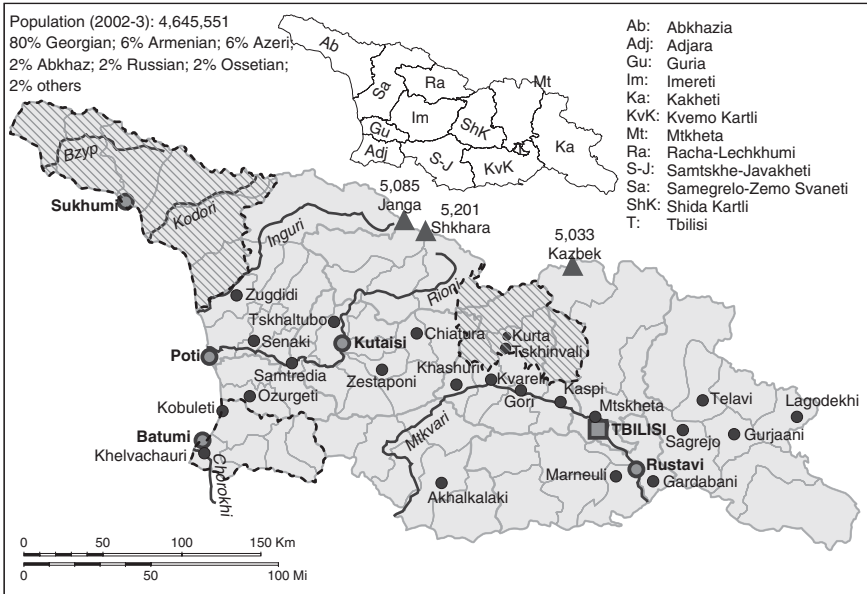 Population (2002-3): 4,645,551
80% Georgian; 6% Armenian; 6% Azeri;
2% Abkhaz; 2% Russian; 2% Ossetian;
2% others
Ab
Sa
Ra
Mt
Im
ShK
Gu
Adj
S-J
KvK
Ka
Ab: Abkhazia
Adj: Adjara
Gu: Guria
Im: Imereti
Ka: Kakheti
KvK: Kvemo Kartli
Mt: Mtkheta
Ra: Racha-Lechkhumi
S-J: Samtskhe-Javakheti
Sa: Samegrelo-Zemo Svaneti
ShK: Shida Kartli
T: Tbilisi
Bzyp
Sukhumi
Kodori
Inguri
5,085
Janga
5,201
Shkhara
5,033
Kazbek
Rioni
Zugdidi
Tskhaltubo
Senaki
Kutaisi
Chiatura
Kurta
Tskhinvali
Poti
Samtredia
Zestaponi
Khashuri
Kvareli
Gori
Kaspi
Mtskheta
Telavi
Lagodekhi
Kobuleti
Ozurgeti
Mtkvari
TBILISI
Sagrejo
Gurjaani
Batumi
Khelvachauri
Chorokhi
Akhalkalaki
Marneuli
Rustavi
Gardabani
0 50 100 150 Km
0 50 100 Mi